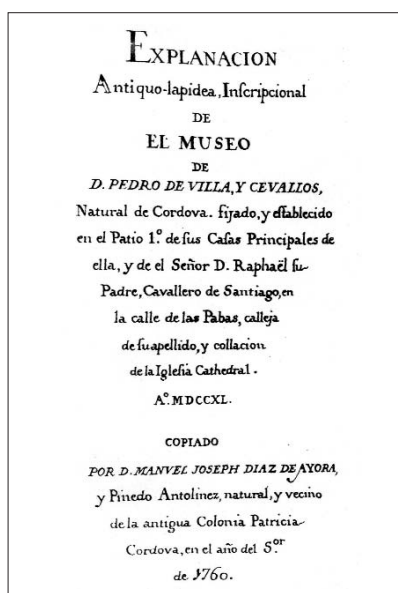 EXPLANACION
Antiquo-lapidea, Inſcripcional
DE
EL MUSEO
DE
D. PEDRO DE VILLA, Y CEVALLOS,
Natural de Cordova. fijado, y eſtablecido
en el Patio 1.º de ſus Caſas Principales de
ella, y de el Señor D. Raphaël ſu
Padre, Cavallero de Santiago, en
la calle de las Pabas, calleja
de ſu apellido, y collacion
de la Igleſia Cathedral.
A.º MDCCXL.
COPIADO
POR D. MANVEL JOSEPH DIAZ DE AYORA,
y Pinedo Antolinez, natural, y vecino
de la antigua Colonia Patricia
Cordova, en el año del S.ᵒʳ
de 1760.